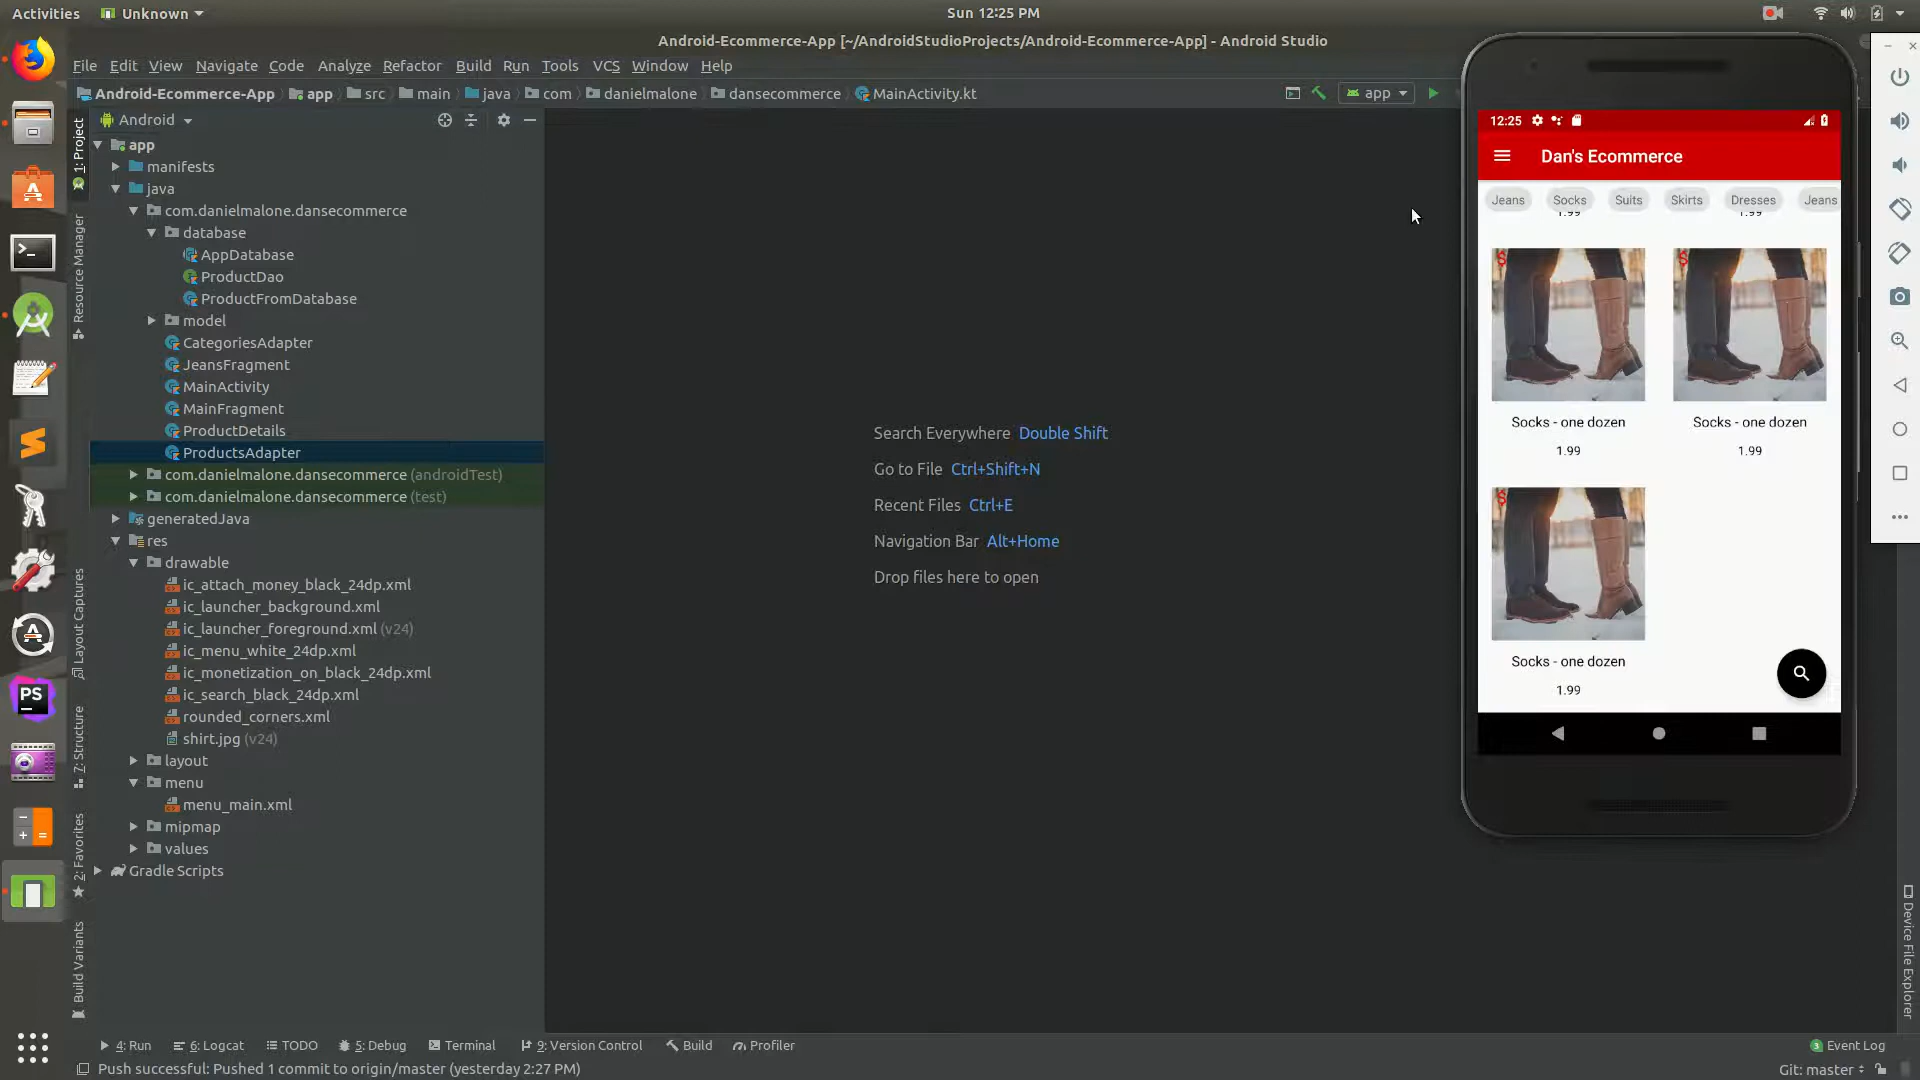 Activities
Unknown
Sun 12:25 PM
Android-Ecommerce-App [~/AndroidStudioProjects/Android-Ecommerce-App] - Android Studio
File Edit View Navigate Code Analyze Refactor Build Run Tools VCS Window Help
Android-Ecommerce-App app src main java com danielmalone dansecommerce MainActivity.kt
app
Android
1: Project
Resource Manager
Layout Captures
7: Structure
2: Favorites
Build Variants
app
manifests
java
com.danielmalone.dansecommerce
database
AppDatabase
ProductDao
ProductFromDatabase
model
CategoriesAdapter
JeansFragment
MainActivity
MainFragment
ProductDetails
ProductsAdapter
com.danielmalone.dansecommerce (androidTest)
com.danielmalone.dansecommerce (test)
generatedJava
res
drawable
ic_attach_money_black_24dp.xml
ic_launcher_background.xml
ic_launcher_foreground.xml (v24)
ic_menu_white_24dp.xml
ic_monetization_on_black_24dp.xml
ic_search_black_24dp.xml
rounded_corners.xml
shirt.jpg (v24)
layout
menu
menu_main.xml
mipmap
values
Gradle Scripts
PS
Search Everywhere Double Shift
Go to File Ctrl+Shift+N
Recent Files Ctrl+E
Navigation Bar Alt+Home
Drop files here to open
12:25
Dan's Ecommerce
Jeans Socks Suits Skirts Dresses Jeans
1.99 1.99
$ $
Socks - one dozen Socks - one dozen
1.99 1.99
$
Socks - one dozen
1.99
Device File Explorer
4: Run 6: Logcat TODO 5: Debug Terminal 9: Version Control Build Profiler
3 Event Log
Push successful: Pushed 1 commit to origin/master (yesterday 2:27 PM)
Git: master